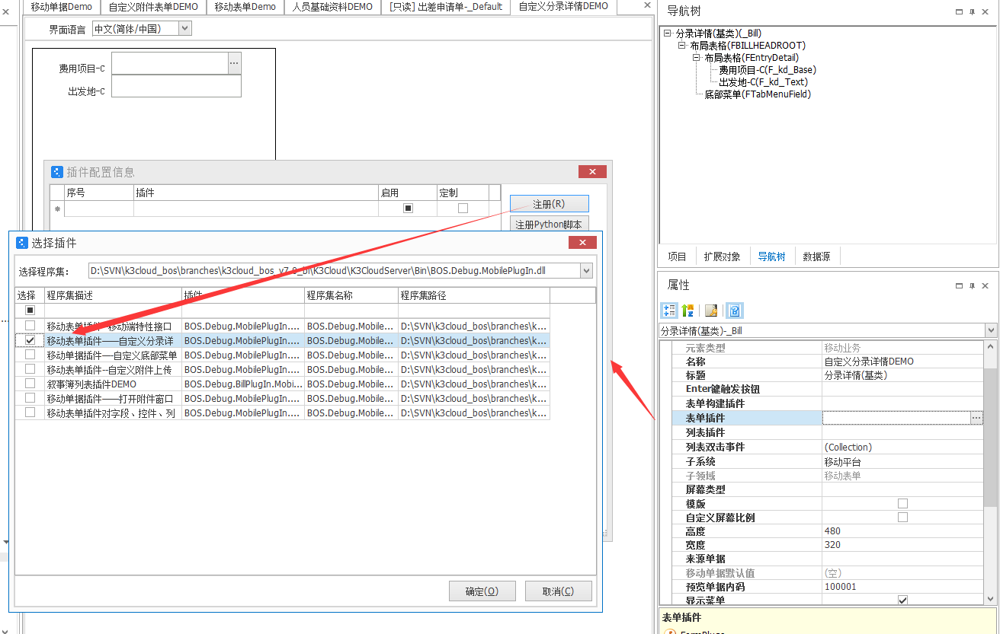 移动单据Demo
自定义附件表单DEMO
移动表单Demo
人员基础资料DEMO
[只读] 出差申请单-_Default
自定义分录详情DEMO
界面语言
中文(简体/中国)
费用项目-C
...
出发地-C
插件配置信息
序号 插件 启用 定制
注册(R)
注册Python脚本
选择插件
选择程序集:
D:\SVN\k3cloud_bos\branches\k3cloud_bos_v7.0_bl\K3Cloud\K3CloudServer\Bin\BOS.Debug.MobilePlugIn.dll
选择 程序集描述 插件 程序集名称 程序集路径
移动表单插件--移动端特性接口 BOS.Debug.MobilePlugIn.... BOS.Debug.Mobile... D:\SVN\k3cloud_bos\branches\k...
移动表单插件——自定义分录详 BOS.Debug.MobilePlugIn.... BOS.Debug.Mobile... D:\SVN\k3cloud_bos\branches\k...
移动单据插件—-自定义底部菜单 BOS.Debug.MobilePlugIn.... BOS.Debug.Mobile... D:\SVN\k3cloud_bos\branches\k...
移动表单插件--自定义附件上传 BOS.Debug.MobilePlugIn.... BOS.Debug.Mobile... D:\SVN\k3cloud_bos\branches\k...
叙事簿列表插件DEMO BOS.Debug.BillPlugIn.Mobi... BOS.Debug.Mobile... D:\SVN\k3cloud_bos\branches\k...
移动单据插件——打开附件窗口 BOS.Debug.MobilePlugIn.... BOS.Debug.Mobile... D:\SVN\k3cloud_bos\branches\k...
移动表单插件对字段、控件、列 BOS.Debug.MobilePlugIn.... BOS.Debug.Mobile... D:\SVN\k3cloud_bos\branches\k...
确定(O)
取消(C)
导航树
分录详情(基类)(_Bill)
布局表格(FBILLHEADROOT)
布局表格(FEntryDetail)
费用项目-C(F_kd_Base)
出发地-C(F_kd_Text)
底部菜单(FTabMenuField)
项目 扩展对象 导航树 数据源
属性
分录详情(基类)-_Bill
元素类型 移动业务
名称 自定义分录详情DEMO
标题 分录详情(基类)
Enter键触发按钮
表单构建插件
表单插件 ...
列表插件
列表双击事件 (Collection)
子系统 移动平台
子领域 移动表单
屏幕类型
模版
自定义屏幕比例
高度 480
宽度 320
来源单据
移动单据默认值 (空)
预览单据内码 100001
显示菜单
表单插件